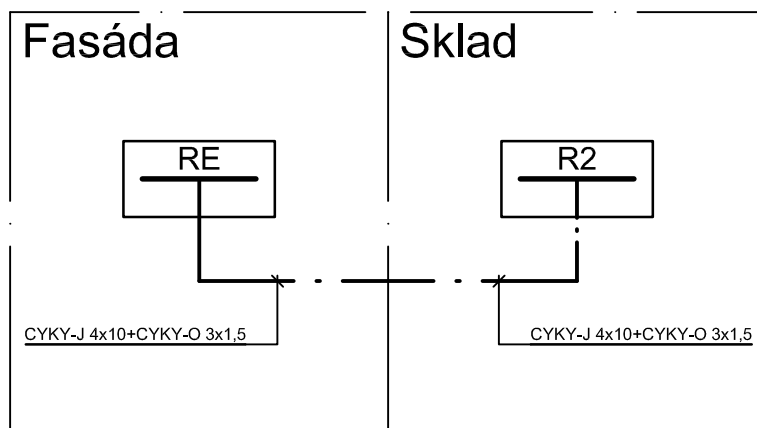 Fasáda
Sklad
RE
R2
CYKY-J 4x10+CYKY-O 3x1,5
CYKY-J 4x10+CYKY-O 3x1,5